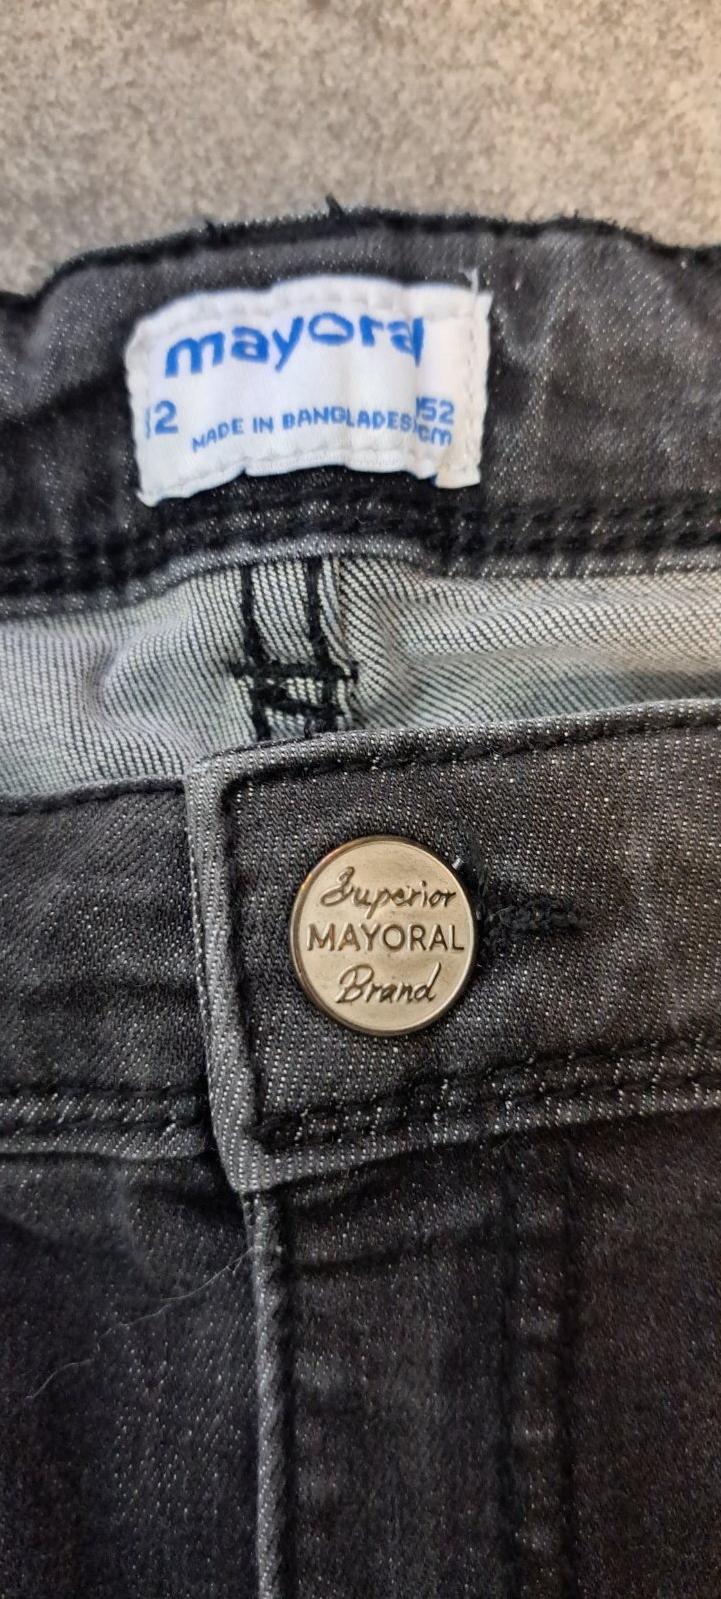 mayoral
12
152
MADE IN BANGLADESH
cm
Superior
MAYORAL
Brand